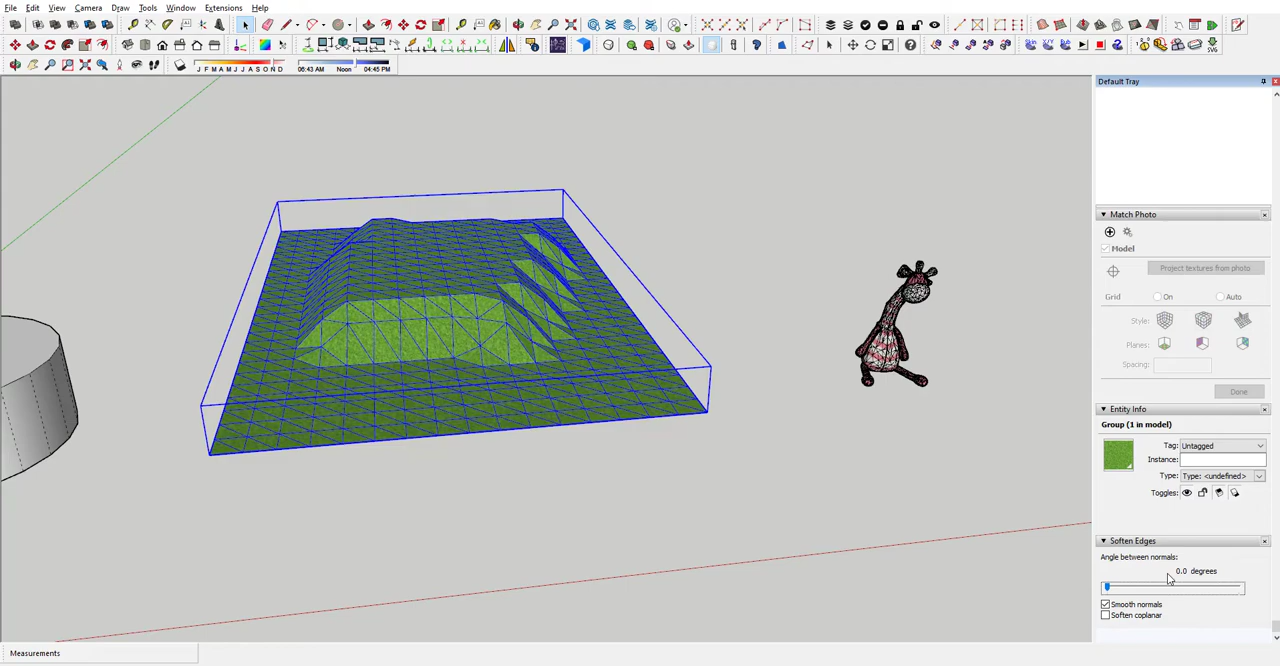 File Edit View Camera Draw Tools Window Extensions Help
J F M A M J J A S O N D 06:43 AM Noon 04:45 PM
SVG
Default Tray
Match Photo
Model
Project textures from photo
Grid On Auto
Style:
Planes:
Spacing:
Done
Entity Info
Group (1 in model)
Tag: Untagged
Instance:
Type: Type: <undefined>
Toggles:
Soften Edges
Angle between normals:
0.0 degrees
Smooth normals
Soften coplanar
Measurements